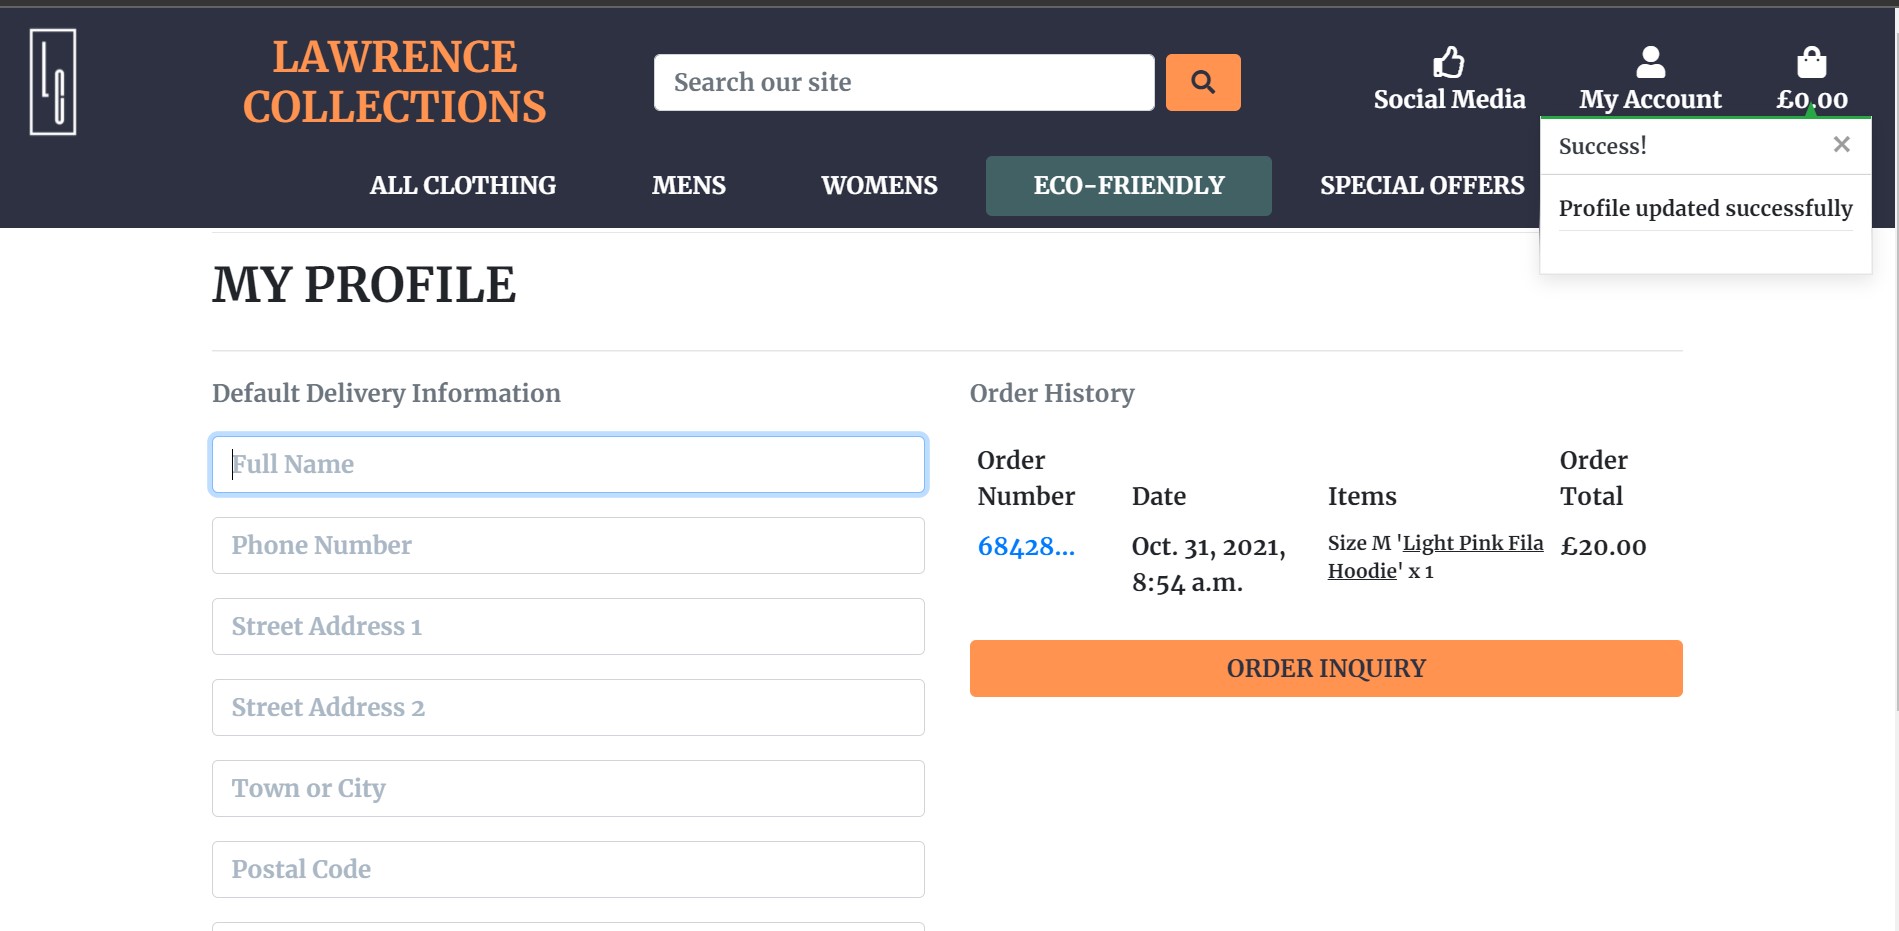 LAWRENCE
COLLECTIONS
Search our site
Social Media
My Account
£0.00
ALL CLOTHING
MENS
WOMENS
ECO-FRIENDLY
SPECIAL OFFERS
Success!
×
Profile updated successfully
MY PROFILE
Default Delivery Information
Full Name
Phone Number
Street Address 1
Street Address 2
Town or City
Postal Code
Order History
Order Number
Date
Items
Order Total
68428...
Oct. 31, 2021,
8:54 a.m.
Size M 'Light Pink Fila
Hoodie' x 1
£20.00
ORDER INQUIRY